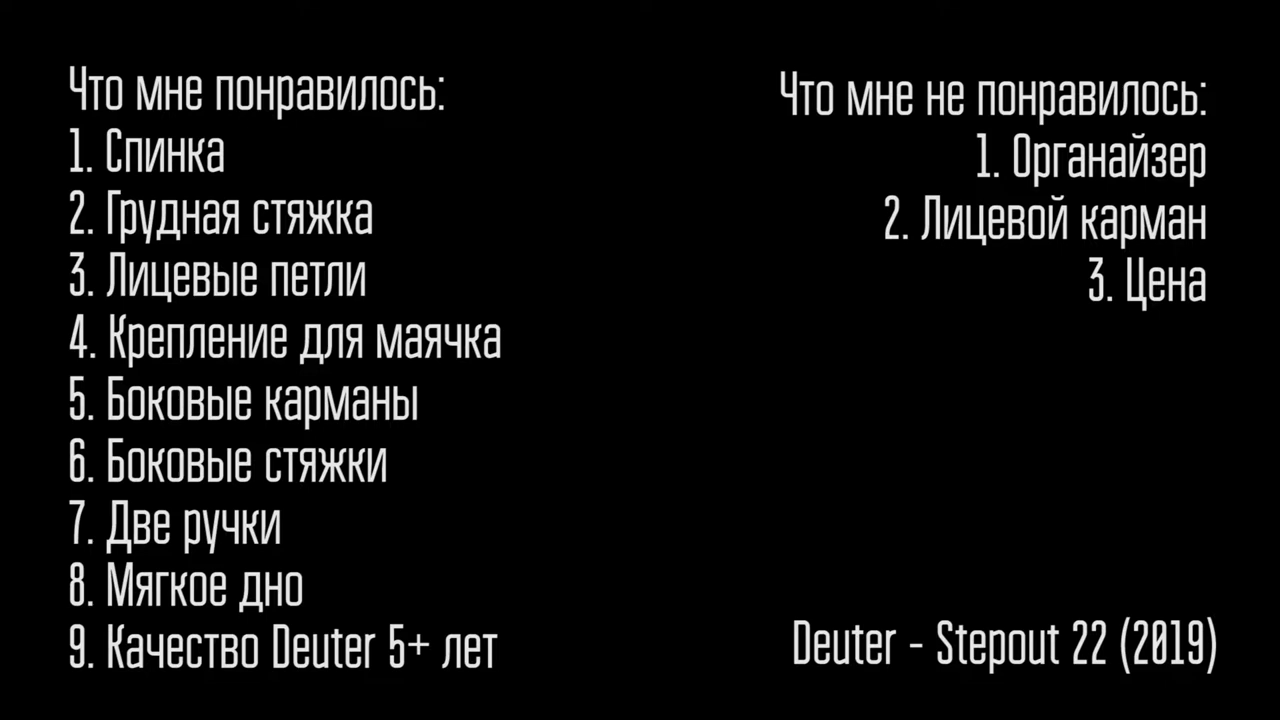 Что мне понравилось:
1. Спинка
2. Грудная стяжка
3. Лицевые петли
4. Крепление для маячка
5. Боковые карманы
6. Боковые стяжки
7. Две ручки
8. Мягкое дно
9. Качество Deuter 5+ лет
Что мне не понравилось:
1. Органайзер
2. Лицевой карман
3. Цена
Deuter - Stepout 22 (2019)